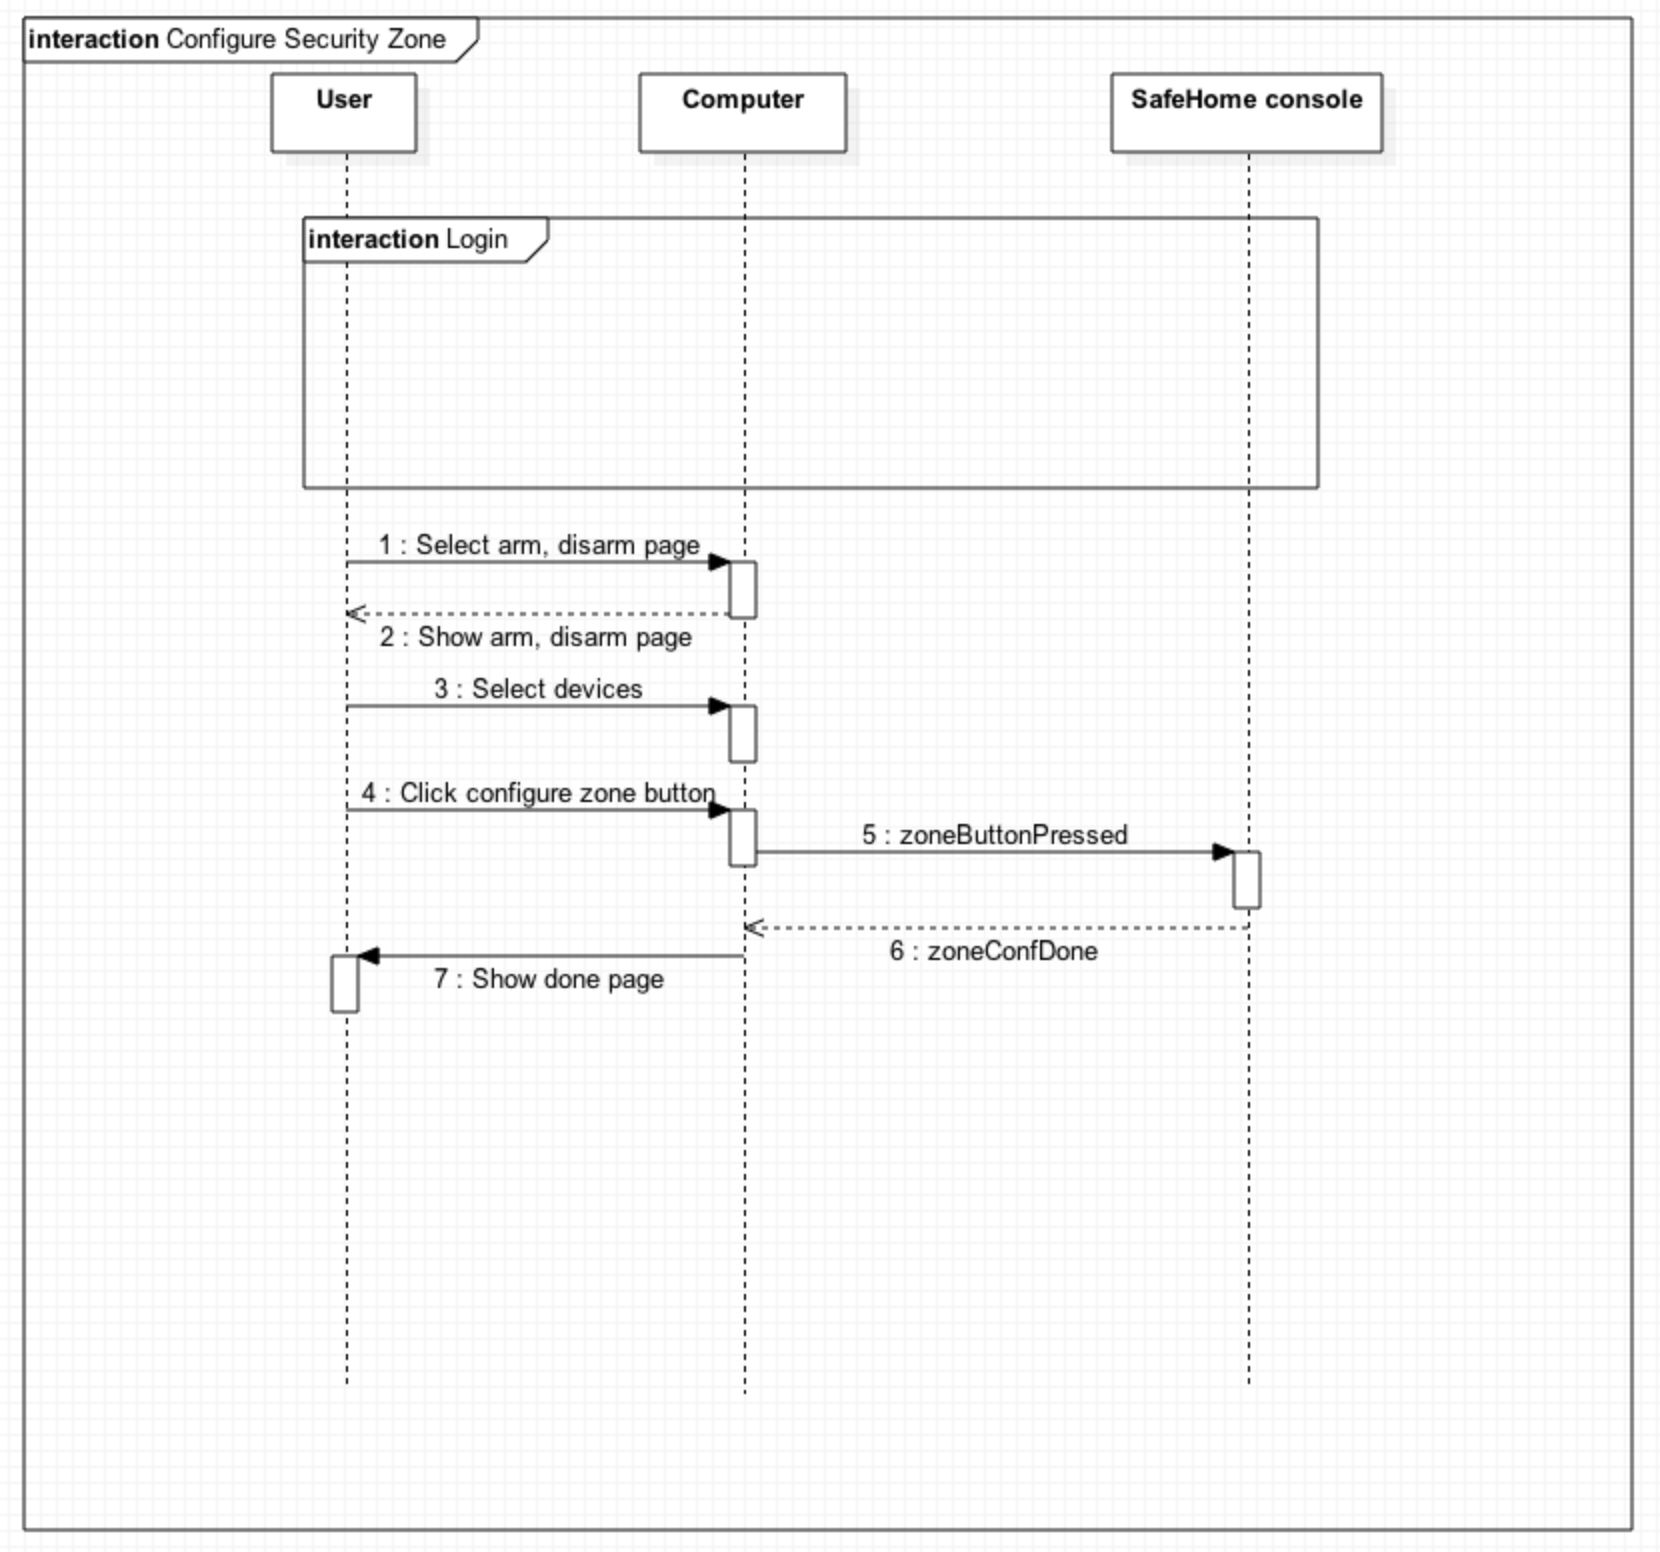 interaction Configure Security Zone
User
Computer
SafeHome console
interaction Login
1 : Select arm, disarm page
2 : Show arm, disarm page
3 : Select devices
4 : Click configure zone button
5 : zoneButtonPressed
6 : zoneConfDone
7 : Show done page